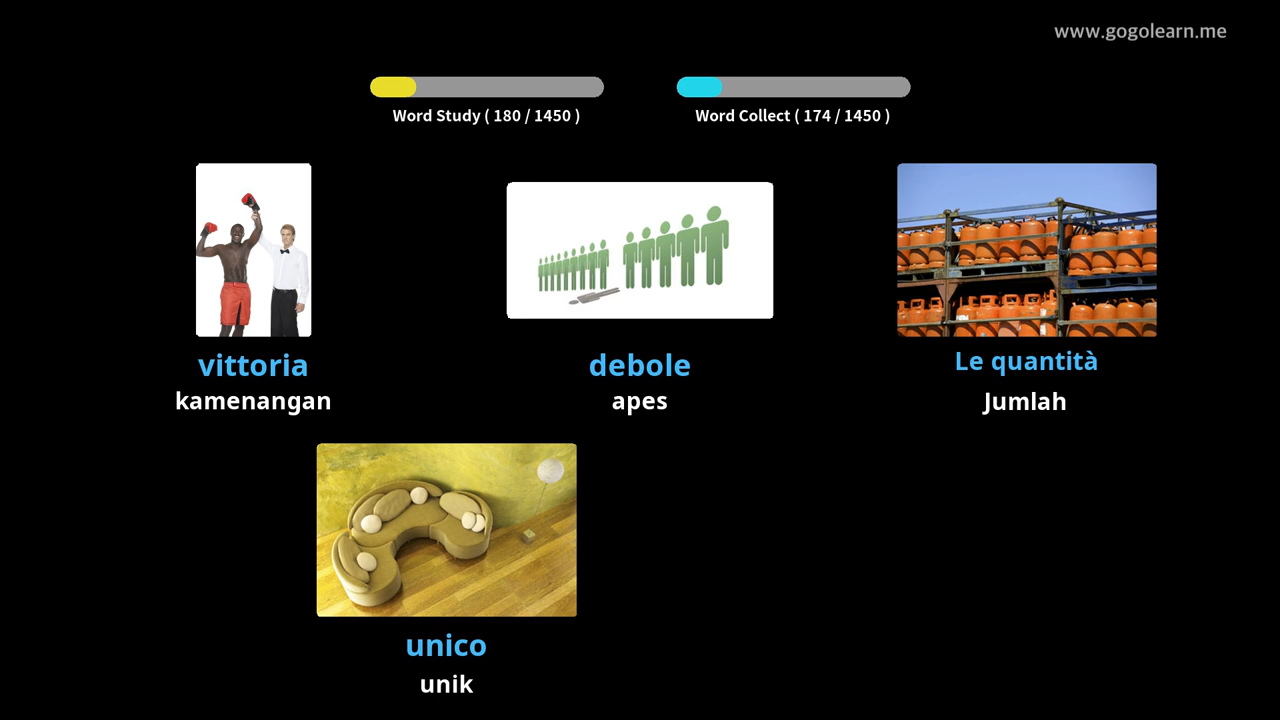 www.gogolearn.me
Word Study ( 180 / 1450 )
Word Collect ( 174 / 1450 )
vittoria
kamenangan
debole
apes
Le quantità
Jumlah
unico
unik